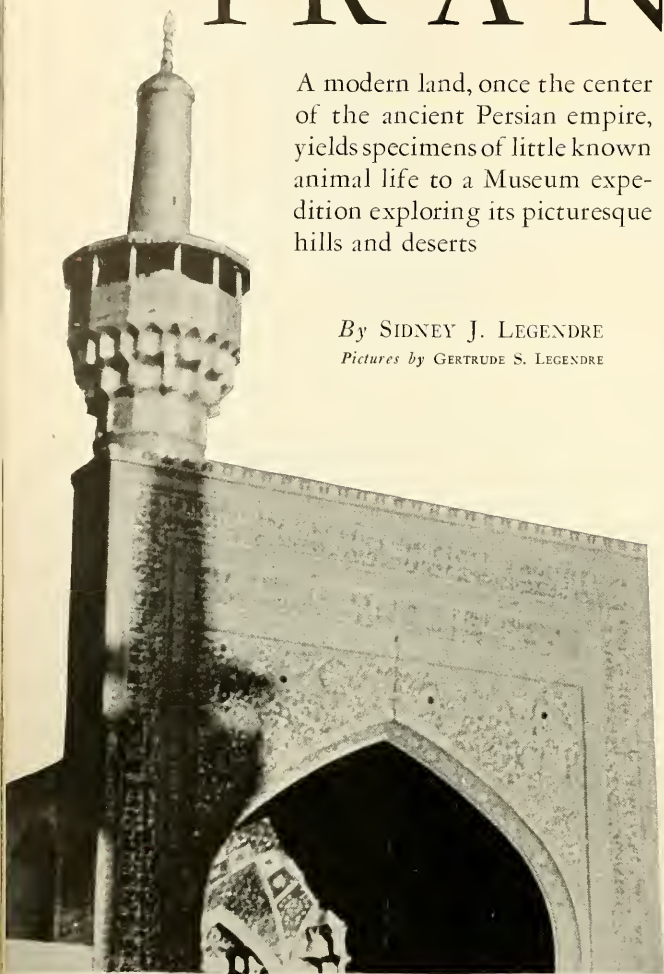 IRAN
A modern land, once the center
of the ancient Persian empire,
yields specimens of little known
animal life to a Museum expe-
dition exploring its picturesque
hills and deserts
By SIDNEY J. LEGENDRE
Pictures by GERTRUDE S. LEGENDRE